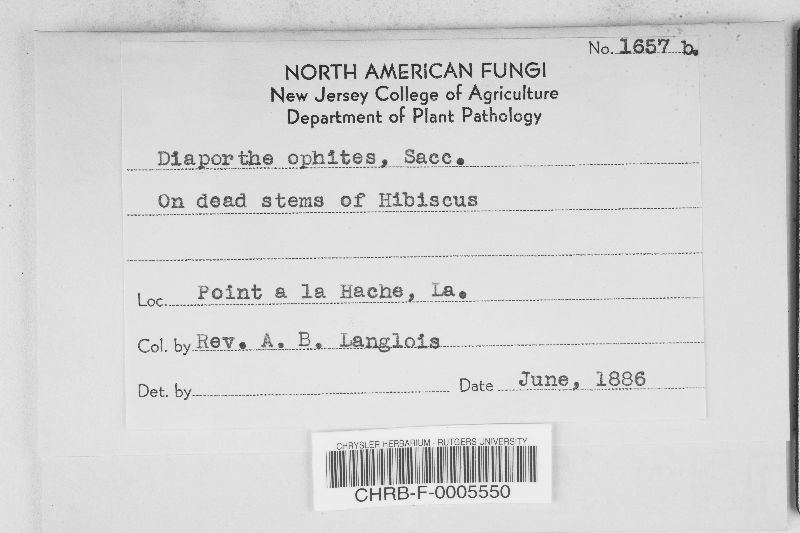 No. 1657 b.
NORTH AMERICAN FUNGI
New Jersey College of Agriculture
Department of Plant Pathology
Diaporthe ophites, Sacc.
On dead stems of Hibiscus
Loc. Point a la Hache, La.
Col. by Rev. A. B. Langlois
Det. by Date June, 1886
CHRYSLER HERBARIUM - RUTGERS UNIVERSITY
CHRB-F-0005550